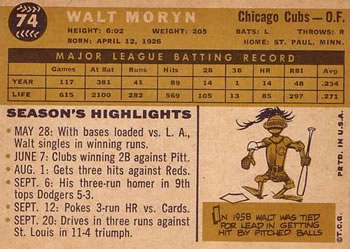 74
WALT MORYN
Chicago Cubs — O.F.
HEIGHT: 6:02 WEIGHT: 205 BATS: L THROWS: R
BORN: APRIL 12, 1926 HOME: ST. PAUL, MINN.
MAJOR LEAGUE BATTING RECORD
Games At Bat Runs Hits 2B 3B HR RBI Avg.
YEAR 117 381 41 89 14 1 14 48 .234
LIFE 615 2100 282 569 105 15 97 335 .271
SEASON'S HIGHLIGHTS
MAY 28: With bases loaded vs. L. A.,
Walt singles in winning runs.
JUNE 7: Clubs winning 2B against Pitt.
AUG. 1: Gets three hits against Reds.
SEPT. 6: His three-run homer in 9th
tops Dodgers 5-3.
SEPT. 12: Pokes 3-run HR vs. Cards.
SEPT. 20: Drives in three runs against
St. Louis in 11-4 triumph.
IN 1958 WALT WAS TIED
FOR LEAD IN GETTING
HIT BY PITCHED BALLS
©T.C.G.
PRTD. IN U.S.A.